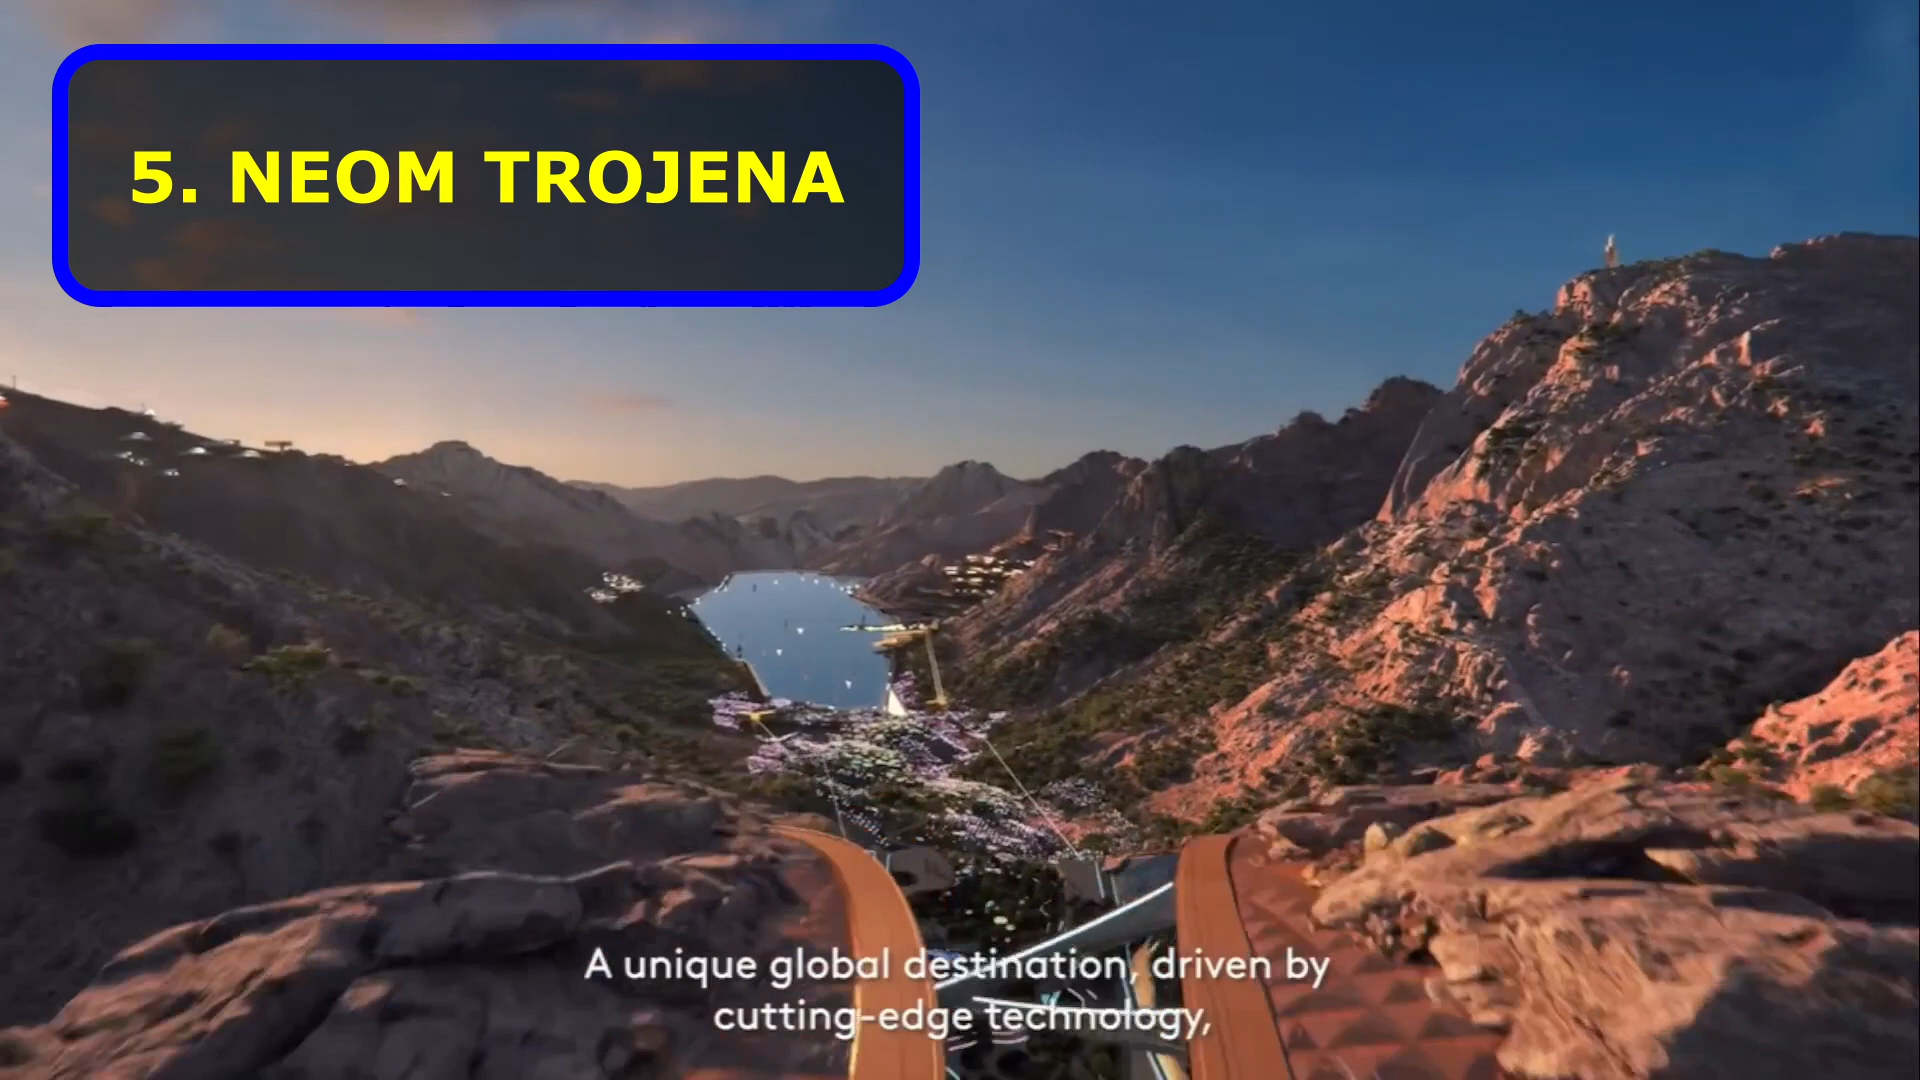 5. NEOM TROJENA
A unique global destination, driven by
cutting-edge technology,